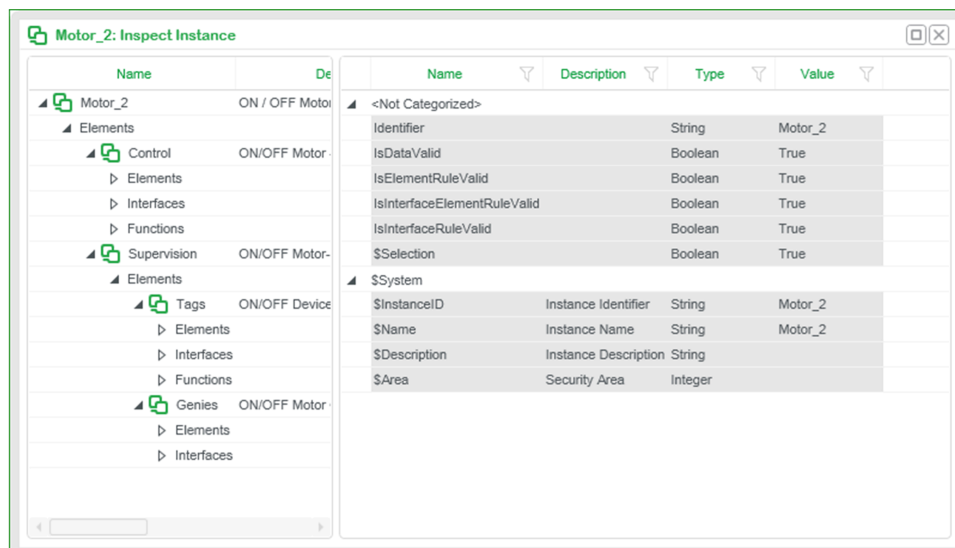 Motor_2: Inspect Instance
Name De
Motor_2 ON / OFF Motor
Elements
Control ON/OFF Motor
Elements
Interfaces
Functions
Supervision ON/OFF Motor-
Elements
Tags ON/OFF Device
Elements
Interfaces
Functions
Genies ON/OFF Motor
Elements
Interfaces
Name Description Type Value
<Not Categorized>
Identifier String Motor_2
IsDataValid Boolean True
IsElementRuleValid Boolean True
IsInterfaceElementRuleValid Boolean True
IsInterfaceRuleValid Boolean True
$Selection Boolean True
$System
$InstanceID Instance Identifier String Motor_2
$Name Instance Name String Motor_2
$Description Instance Description String
$Area Security Area Integer